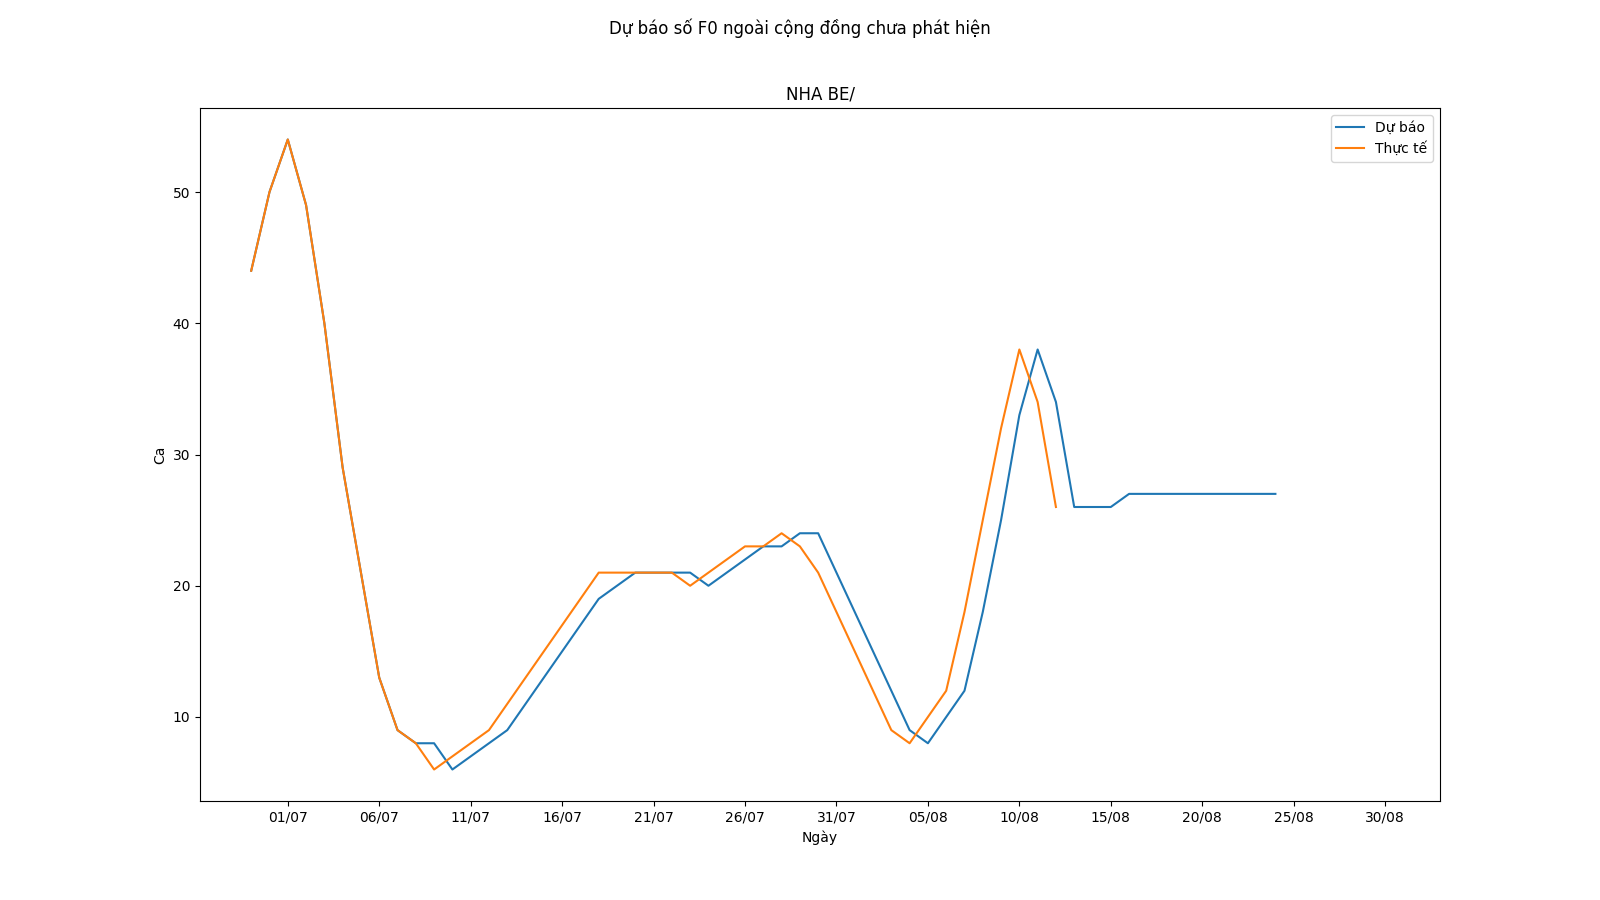 Dự báo số F0 ngoài cộng đồng chưa phát hiện
NHA BE/
Dự báo
Thực tế
50
40
30
20
10
Ca
01/07 06/07 11/07 16/07 21/07 26/07 31/07 05/08 10/08 15/08 20/08 25/08 30/08
Ngày